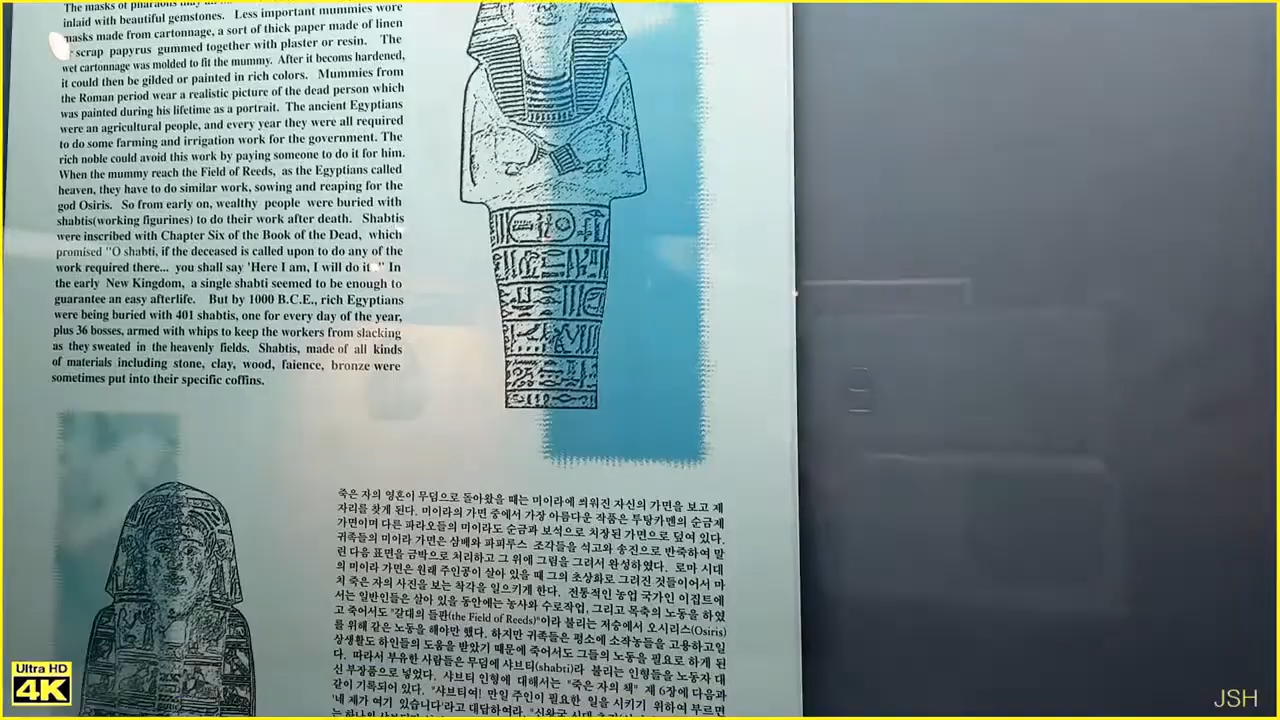 The masks of pharaohs may
inlaid with beautiful gemstones. Less important mummies wore
masks made from cartonnage, a sort of thick paper made of linen
scrap papyrus gummed together with plaster or resin. The
wet cartonnage was molded to fit the mummy. After it becoms hardened,
it could then be gilded or painted in rich colors. Mummies from
the Roman period wear a realistic picture of the dead person which
was painted during his lifetime as a portrait. The ancient Egyptians
were an agricultural people, and every year they were all required
to do some farming and irrigation work for the government. The
rich noble could avoid this work by paying someone to do it for him.
When the mummy reach the Field of Reeds, as the Egyptians called
heaven, they have to do similar work, sowing and reaping for the
god Osiris. So from early on, wealthy people were buried with
shabtis(working figurines) to do their work after death. Shabtis
were inscribed with Chapter Six of the Book of the Dead, which
promised "O shabti, if the deceased is called upon to do any of the
work required there... you shall say 'Here I am, I will do it.'" In
the early New Kingdom, a single shabti seemed to be enough to
guarantee an easy afterlife. But by 1000 B.C.E., rich Egyptians
were being buried with 401 shabtis, one for every day of the year,
plus 36 bosses, armed with whips to keep the workers from slacking
as they sweated in the heavenly fields. Shabtis, made of all kinds
of materials including stone, clay, wood, faience, bronze were
sometimes put into their specific coffins.
죽은 자의 영혼이 무덤으로 돌아왔을 때는 미이라에 씌워진 자신의 가면을 보고 제
자리를 찾게 된다. 미이라의 가면 중에서 가장 아름다운 작품은 투탕카멘의 순금제
가면이며 다른 파라오들의 미이라도 순금과 보석으로 치장된 가면으로 덮여 있다.
귀족들의 미이라 가면은 삼베와 파피루스 조각들을 석고와 송진으로 반죽하여 말
린 다음 표면을 금박으로 처리하고 그 위에 그림을 그려서 완성하였다. 로마 시대
의 미이라 가면은 원래 주인공이 살아 있을 때 그의 초상화로 그려진 것들이어서 마
치 죽은 자의 사진을 보는 착각을 일으키게 한다. 전통적인 농업 국가인 이집트에
서는 일반인들은 살아 있을 동안에는 농사와 수로작업, 그리고 목축의 노동을 하였
고 죽어서도 "갈대의 들판(the Field of Reeds)"이라 불리는 저승에서 오시리스(Osiris)
를 위해 같은 노동을 해야만 했다. 하지만 귀족들은 평소에 소작농들을 고용하고 일
상생활도 하인들의 도움을 받았기 때문에 죽어서도 그들의 노동을 필요로 하게 된
다. 따라서 부유한 사람들은 무덤에 샤브티(shabti)라 불리는 인형들을 노동자 대
신 부장품으로 넣었다. 샤브티 인형에 대해서는 "죽은 자의 책" 제 6장에 다음과
같이 기록되어 있다. "샤브티여! 만일 주인이 필요한 일을 시키기 위하여 부르면
'네 제가 여기 있습니다'라고 대답하여라. "신왕국 시대
Ultra HD
4K
JSH